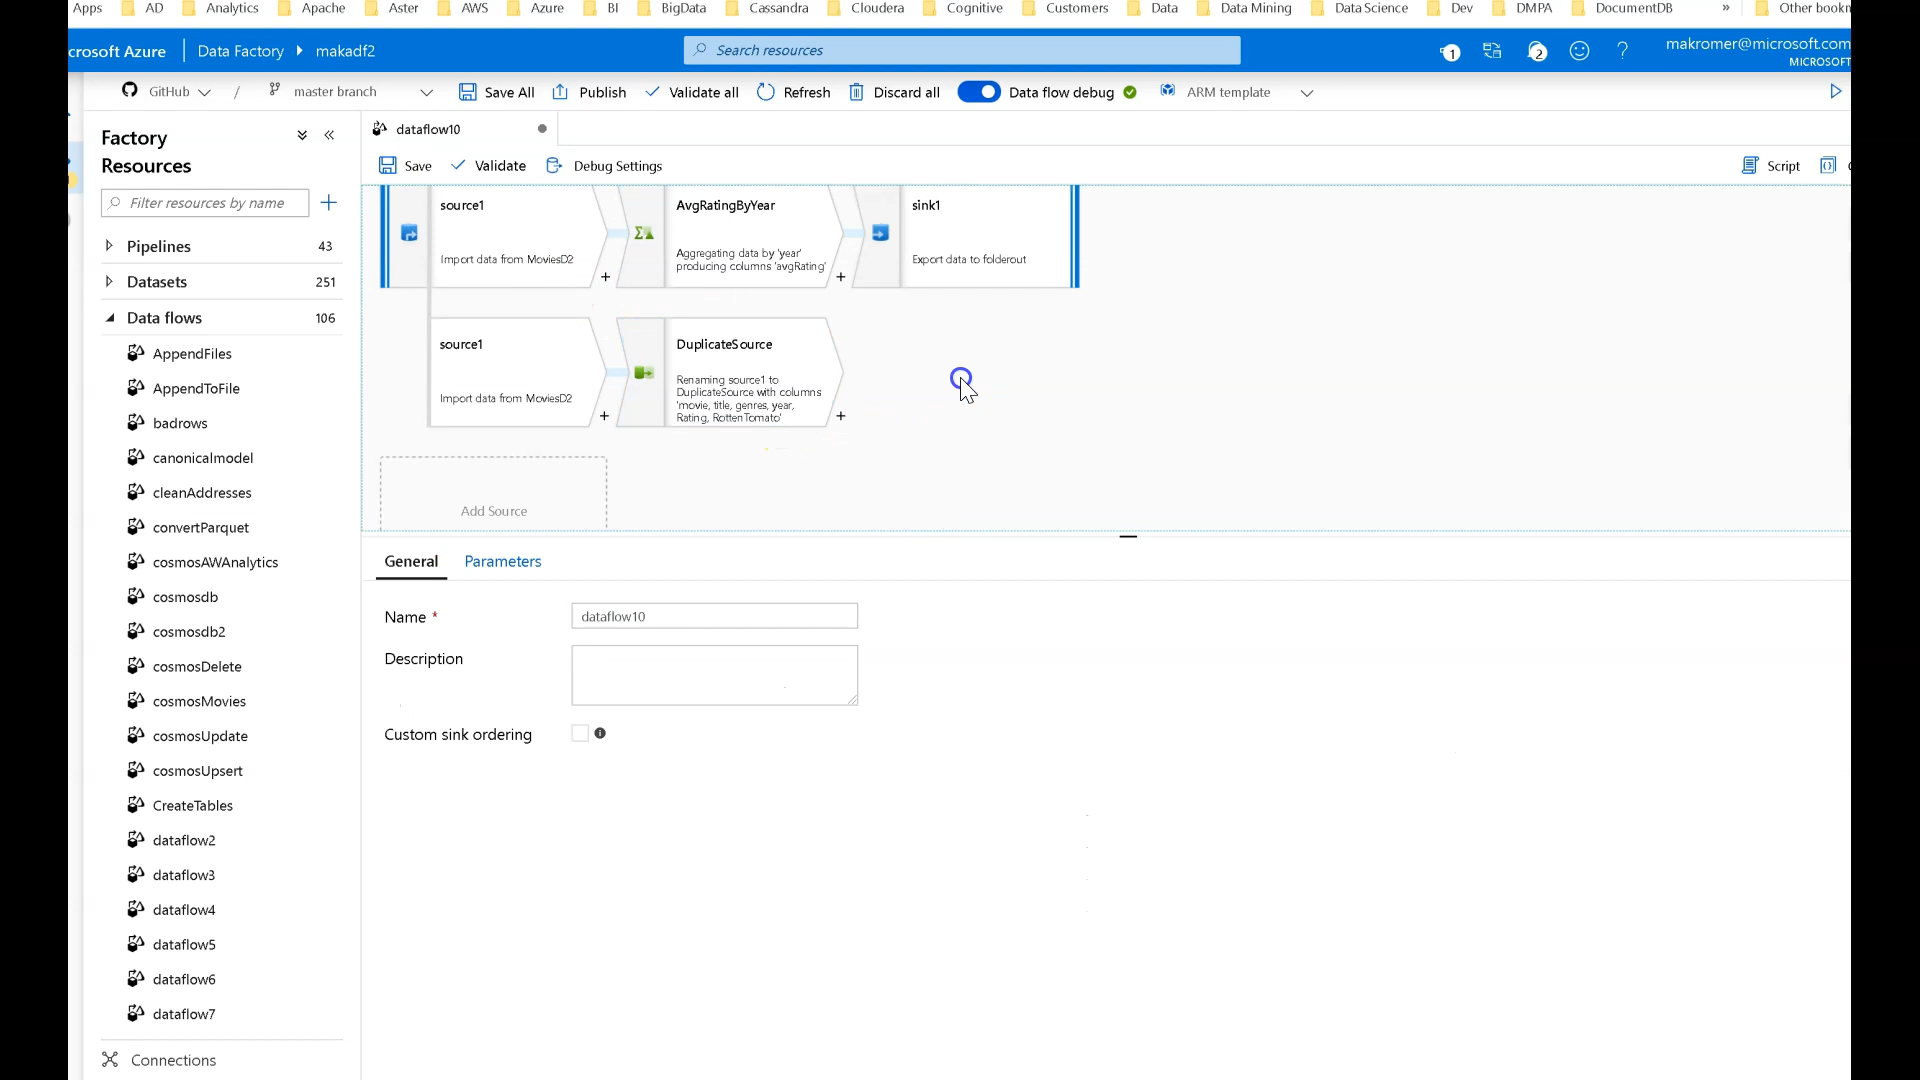 Apps AD Analytics Apache Aster AWS Azure BI BigData Cassandra Cloudera Cognitive Customers Data Data Mining Data Science Dev DMPA DocumentDB » Other bookn
crosoft Azure Data Factory makadf2 Search resources 1 2 ? makromer@microsoft.com
MICROSOFT
GitHub / master branch Save All Publish Validate all Refresh Discard all Data flow debug ARM template
Factory
Resources
Filter resources by name
Pipelines 43
Datasets 251
Data flows 106
AppendFiles
AppendToFile
badrows
canonicalmodel
cleanAddresses
convertParquet
cosmosAWAnalytics
cosmosdb
cosmosdb2
cosmosDelete
cosmosMovies
cosmosUpdate
cosmosUpsert
CreateTables
dataflow2
dataflow3
dataflow4
dataflow5
dataflow6
dataflow7
Connections
dataflow10
Save Validate Debug Settings Script
source1
Import data from MoviesD2
+
AvgRatingByYear
Aggregating data by 'year'
producing columns 'avgRating'
+
sink1
Export data to folderout
source1
Import data from MoviesD2
+
DuplicateSource
Renaming source1 to
DuplicateSource with columns
'movie, title, genres, year,
Rating, RottenTomato'
+
Add Source
General Parameters
Name * dataflow10
Description
Custom sink ordering